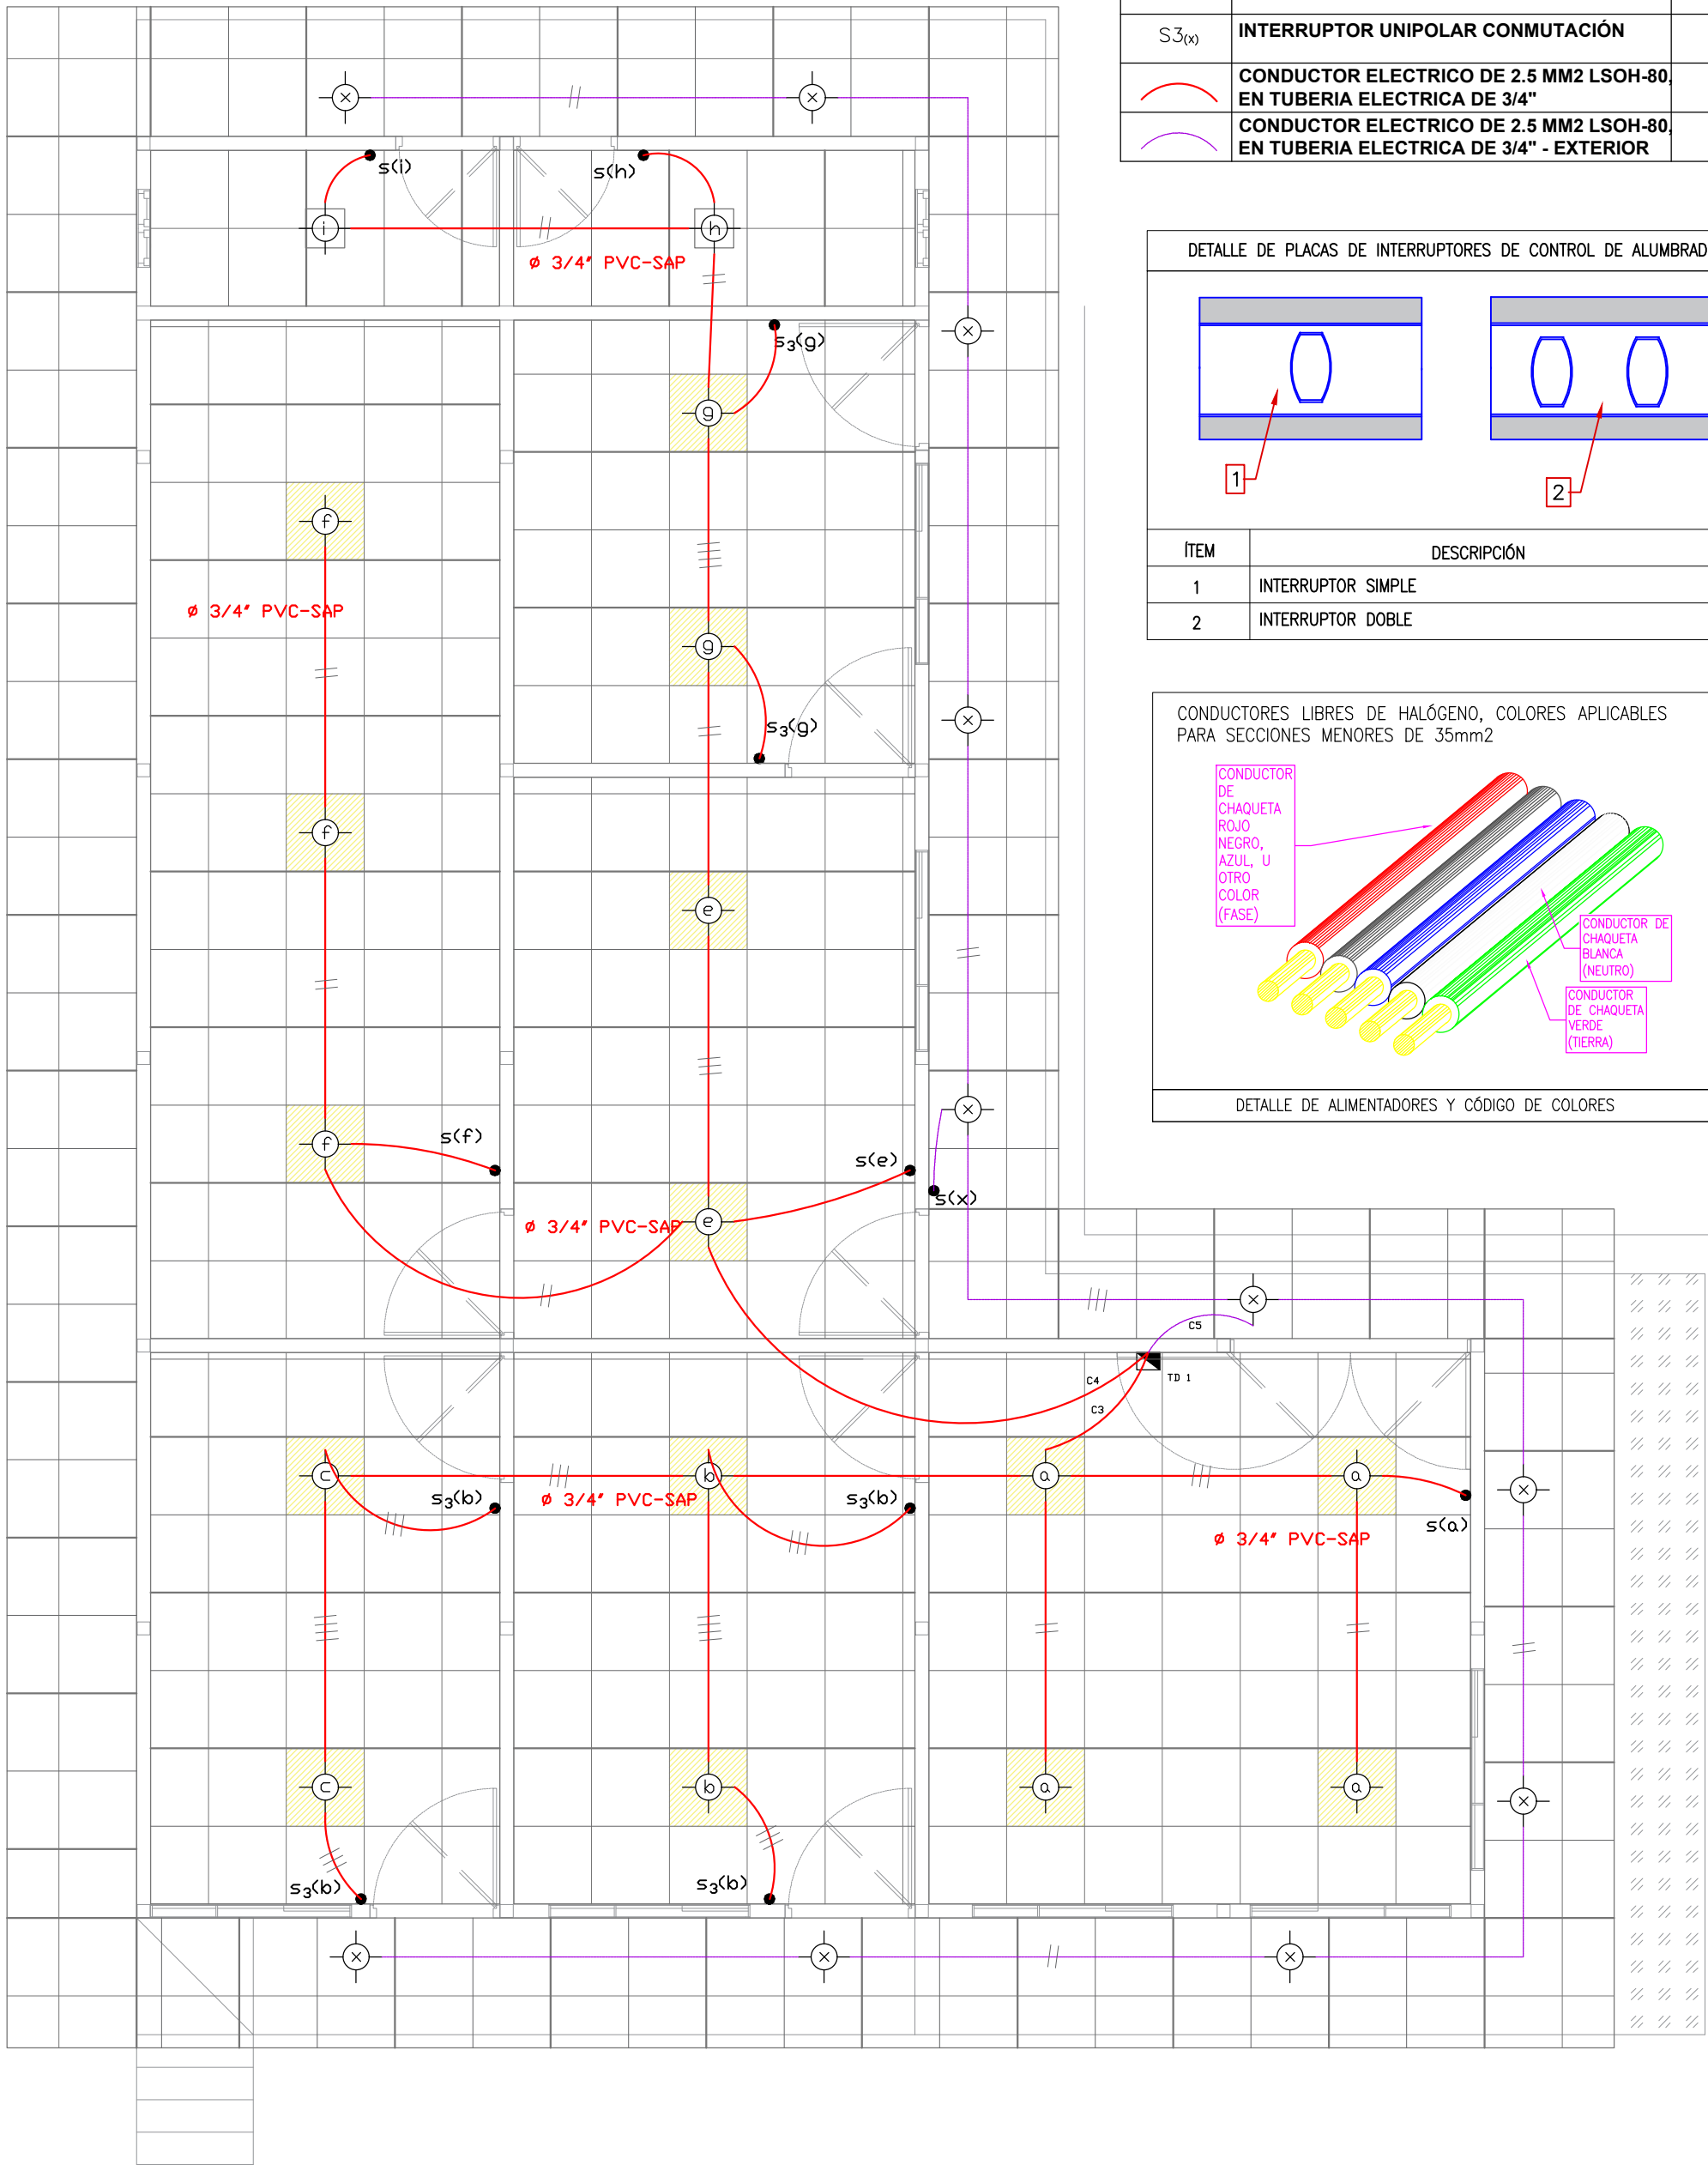 S3(x)
INTERRUPTOR UNIPOLAR CONMUTACIÓN
CONDUCTOR ELECTRICO DE 2.5 MM2 LSOH-80,
EN TUBERIA ELECTRICA DE 3/4"
CONDUCTOR ELECTRICO DE 2.5 MM2 LSOH-80,
EN TUBERIA ELECTRICA DE 3/4" - EXTERIOR
DETALLE DE PLACAS DE INTERRUPTORES DE CONTROL DE ALUMBRAD
1
2
ÍTEM
DESCRIPCIÓN
1
INTERRUPTOR SIMPLE
2
INTERRUPTOR DOBLE
CONDUCTORES LIBRES DE HALÓGENO, COLORES APLICABLES
PARA SECCIONES MENORES DE 35mm2
CONDUCTOR
DE
CHAQUETA
ROJO
NEGRO,
AZUL, U
OTRO
COLOR
(FASE)
CONDUCTOR DE
CHAQUETA
BLANCA
(NEUTRO)
CONDUCTOR
DE CHAQUETA
VERDE
(TIERRA)
DETALLE DE ALIMENTADORES Y CÓDIGO DE COLORES
x
x
s(i)
s(h)
i
h
ø 3/4" PVC-SAP
x
s3(g)
g
f
ø 3/4" PVC-SAP
g
s3(g)
x
f
e
x
f
s(f)
s(e)
s(x)
e
ø 3/4" PVC-SAP
x
C5
C4
TD 1
C3
c
b
a
a
x
s3(b)
ø 3/4" PVC-SAP
s3(b)
s(a)
ø 3/4" PVC-SAP
c
b
a
a
x
s3(b)
s3(b)
x
x
x